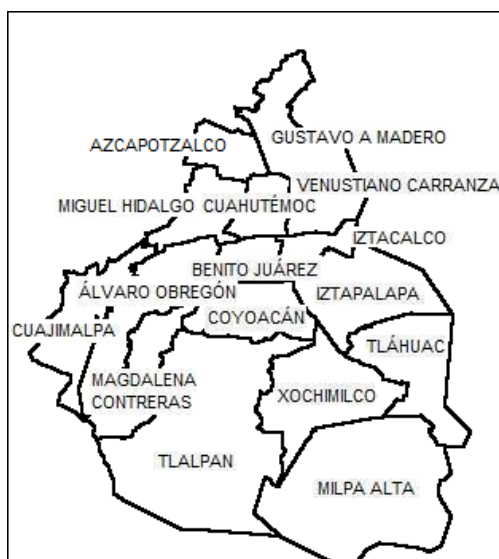 GUSTAVO A MADERO
AZCAPOTZALCO
VENUSTIANO CARRANZA
MIGUEL HIDALGO
CUAHUTÉMOC
IZTACALCO
BENITO JUÁREZ
ÁLVARO OBREGÓN
IZTAPALAPA
COYOACÁN
CUAJIMALPA
TLÁHUAC
MAGDALENA
CONTRERAS
XOCHIMILCO
TLALPAN
MILPA ALTA